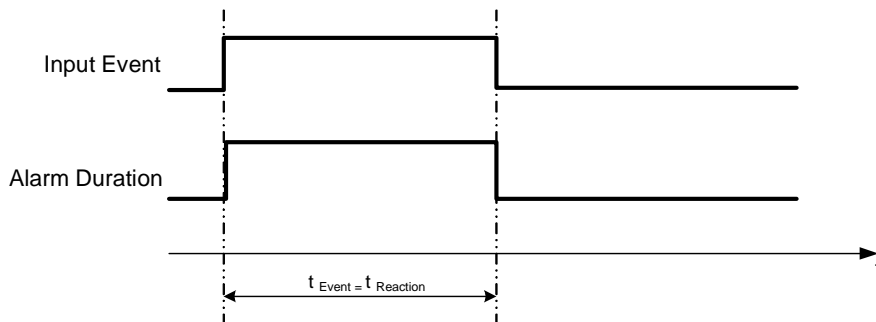 Input Event
Alarm Duration
t Event = t Reaction